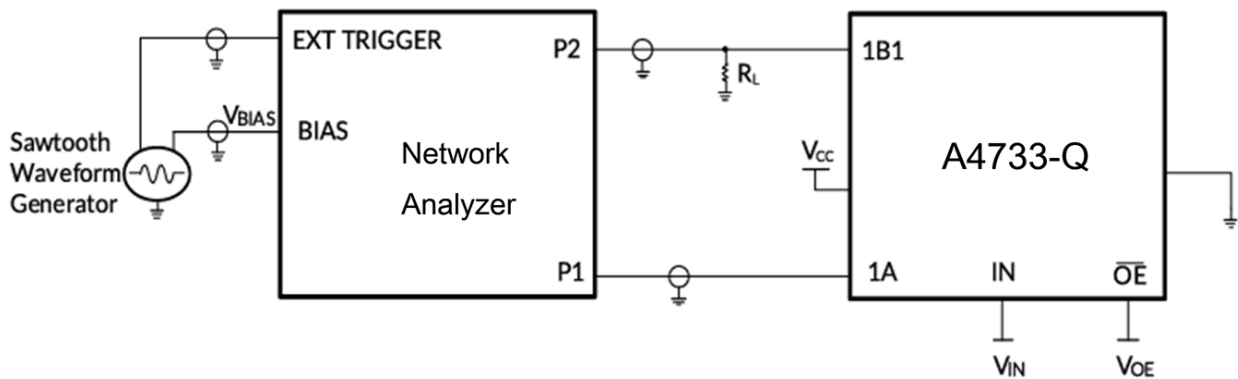 EXT TRIGGER
P2
1B1
RL
VBIAS
BIAS
Sawtooth
Waveform
Generator
Network
Analyzer
VCC
A4733-Q
P1
1A
IN
OE
VIN
VOE